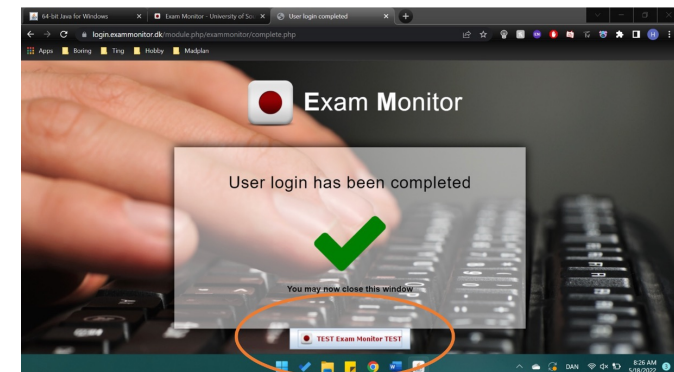 64-bit Java for Windows
Exam Monitor - University of Sou
User login completed
login.exammonitor.dk/module.php/exammonitor/complete.php
Apps Boring Ting Hobby Madplan
Exam Monitor
User login has been completed
You may now close this window
TEST Exam Monitor TEST
DAN
8:26 AM
5/18/2022